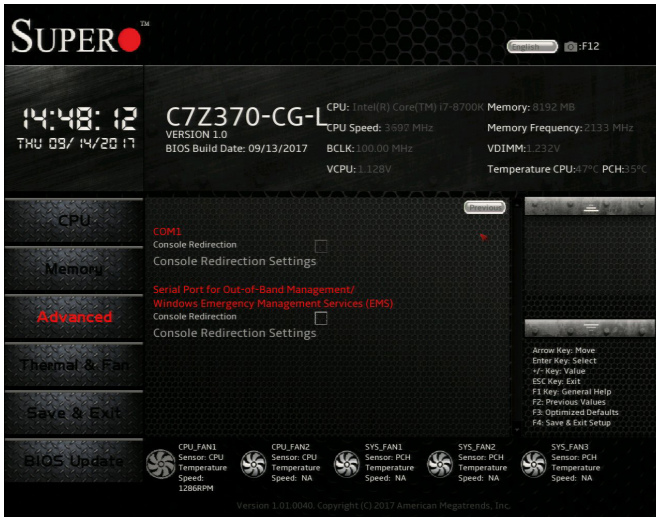 SUPER TM
English :F12
14:48:12
THU 09/14/2017
C7Z370-CG-L
VERSION 1.0
BIOS Build Date: 09/13/2017
CPU: Intel(R) Core(TM) i7-8700K
CPU Speed: 3697 MHz
BCLK:100.00 MHz
VCPU:1.128V
Memory: 8192 MB
Memory Frequency:2133 MHz
VDIMM:1.232V
Temperature CPU:47°C PCH:35°C
CPU
Memory
Advanced
Thermal & Fan
Save & Exit
BIOS Update
Previous
COM1
Console Redirection
Console Redirection Settings
Serial Port for Out-of-Band Management/
Windows Emergency Management Services (EMS)
Console Redirection
Console Redirection Settings
Arrow Key: Move
Enter Key: Select
+/- Key: Value
ESC Key: Exit
F1 Key: General Help
F2: Previous Values
F3: Optimized Defaults
F4: Save & Exit Setup
CPU_FAN1
Sensor: CPU
Temperature
Speed:
1286RPM
CPU_FAN2
Sensor: CPU
Temperature
Speed: NA
SYS_FAN1
Sensor: PCH
Temperature
Speed: NA
SYS_FAN2
Sensor: PCH
Temperature
Speed: NA
SYS_FAN3
Sensor: PCH
Temperature
Speed: NA
Version 1.01.0040. Copyright (C) 2017 American Megatrends, Inc.